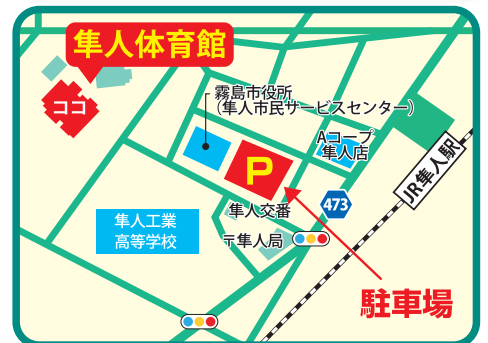 隼人体育館
ココ
霧島市役所
(隼人市民サービスセンター)
Aコープ
隼人店
P
JR隼人駅
473
隼人交番
隼人工業
高等学校
〒隼人局
駐車場